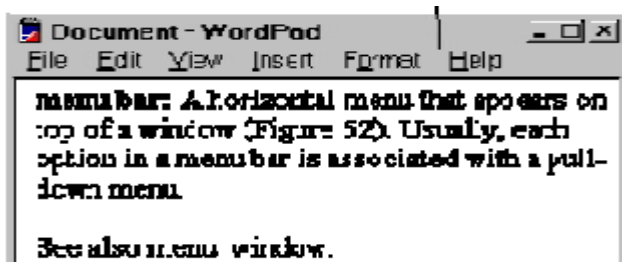 Document - WordPad
File Edit View Insert Format Help
menu bar: A horizontal menu that appears on
top of a window (Figure 52). Usually, each
option in a menu bar is associated with a pull-
down menu.
See also menu, window.